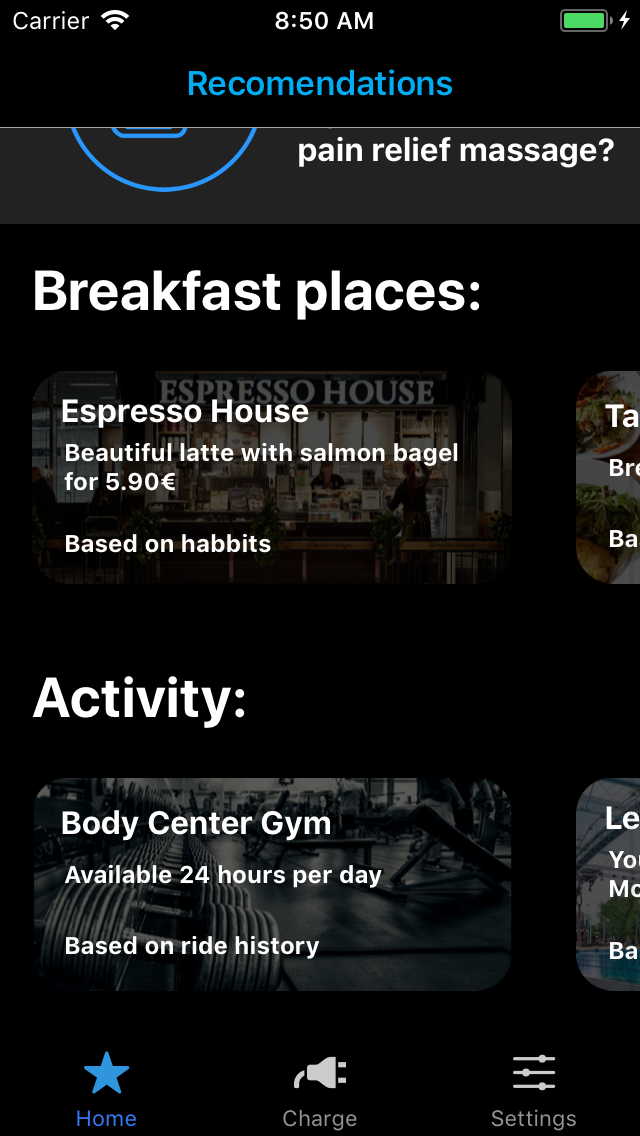 Carrier 8:50 AM
Recomendations
pain relief massage?
Breakfast places:
ESPRESSO HOUSE
Espresso House
Beautiful latte with salmon bagel
for 5.90€
Based on habbits
Ta
Bre
Ba
Activity:
Body Center Gym
Available 24 hours per day
Based on ride history
Le
You
Mo
Ba
Home Charge Settings